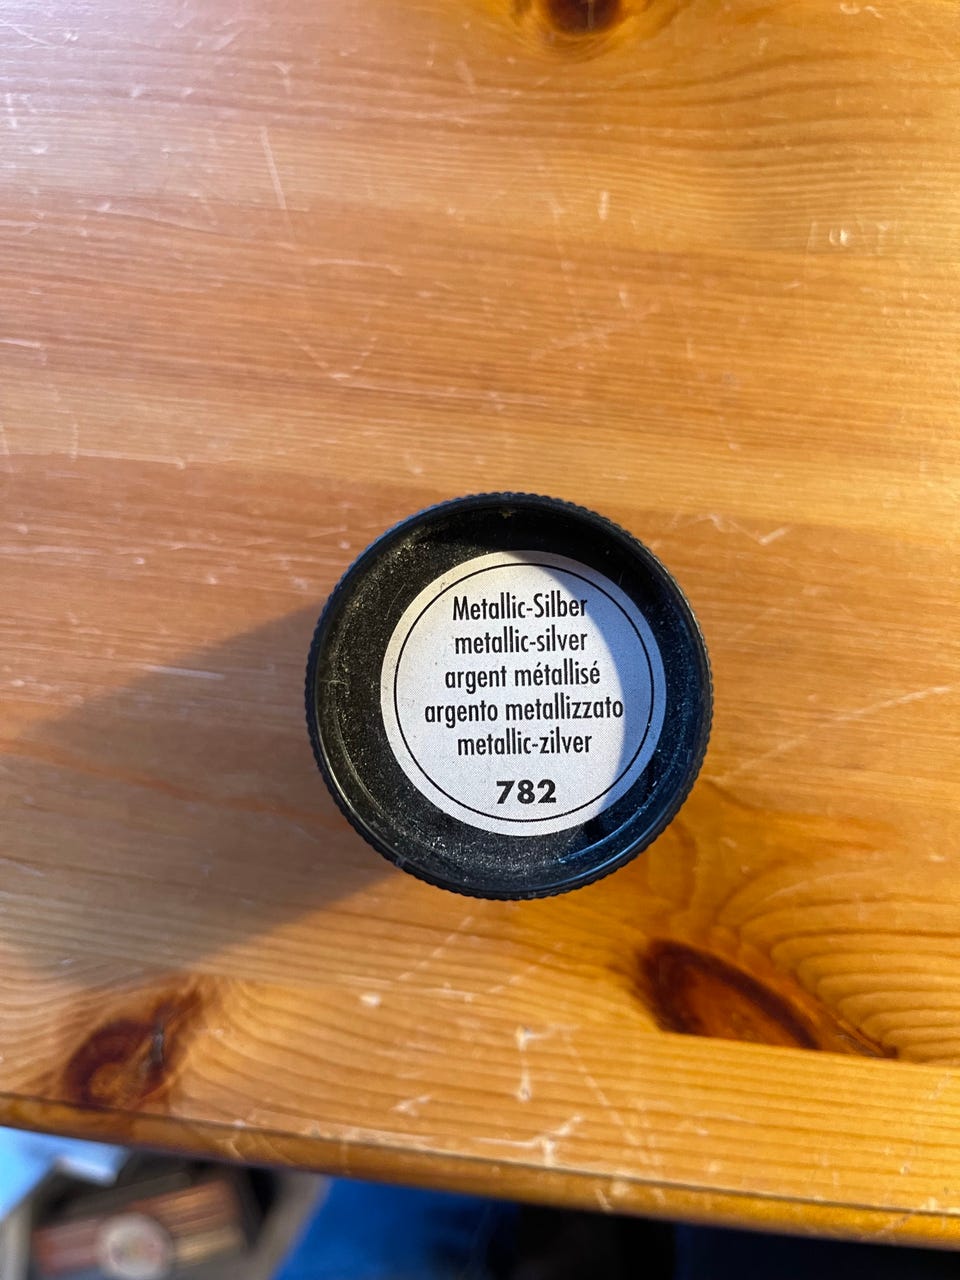 Metallic-Silber
metallic-silver
argent métallisé
argento metallizzato
metallic-zilver
782